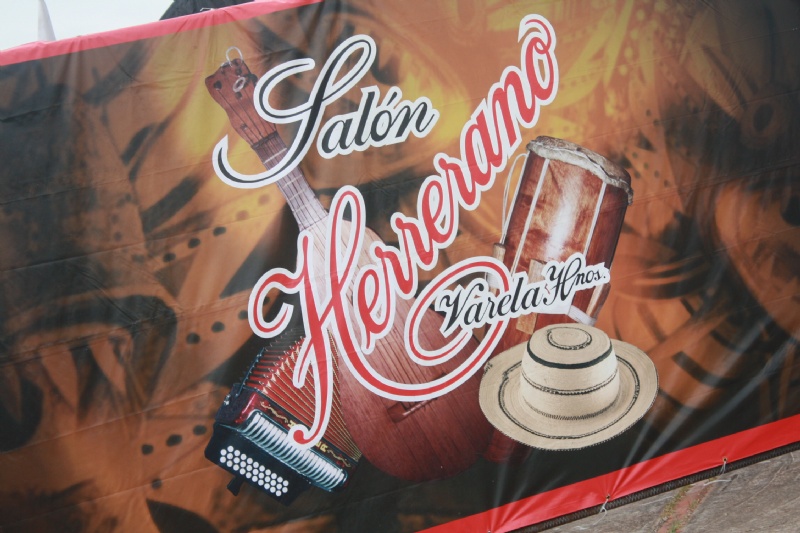 Salón
Herrerano
Varela Hnos.